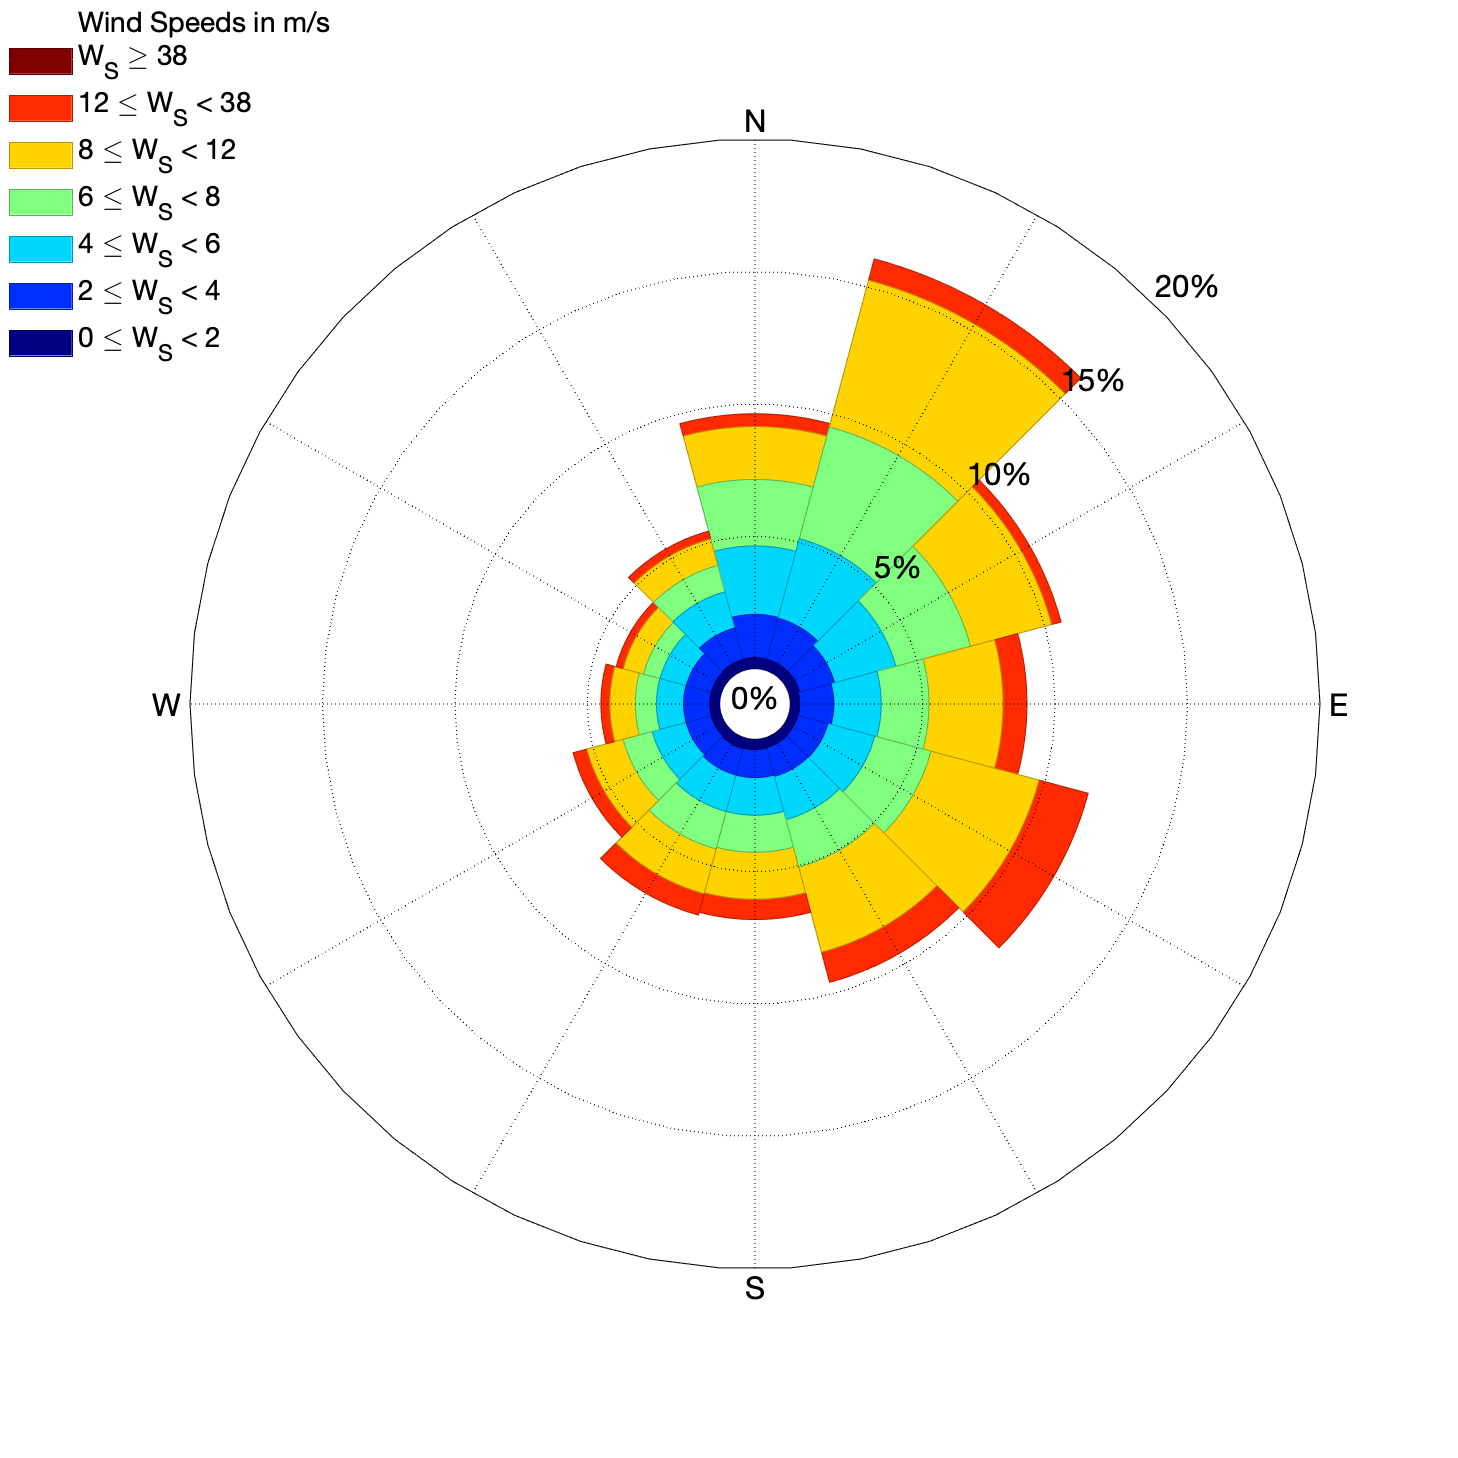 Wind Speeds in m/s
W_S ≥ 38
12 ≤ W_S < 38
8 ≤ W_S < 12
6 ≤ W_S < 8
4 ≤ W_S < 6
2 ≤ W_S < 4
0 ≤ W_S < 2
N
20%
15%
10%
5%
0%
W
E
S